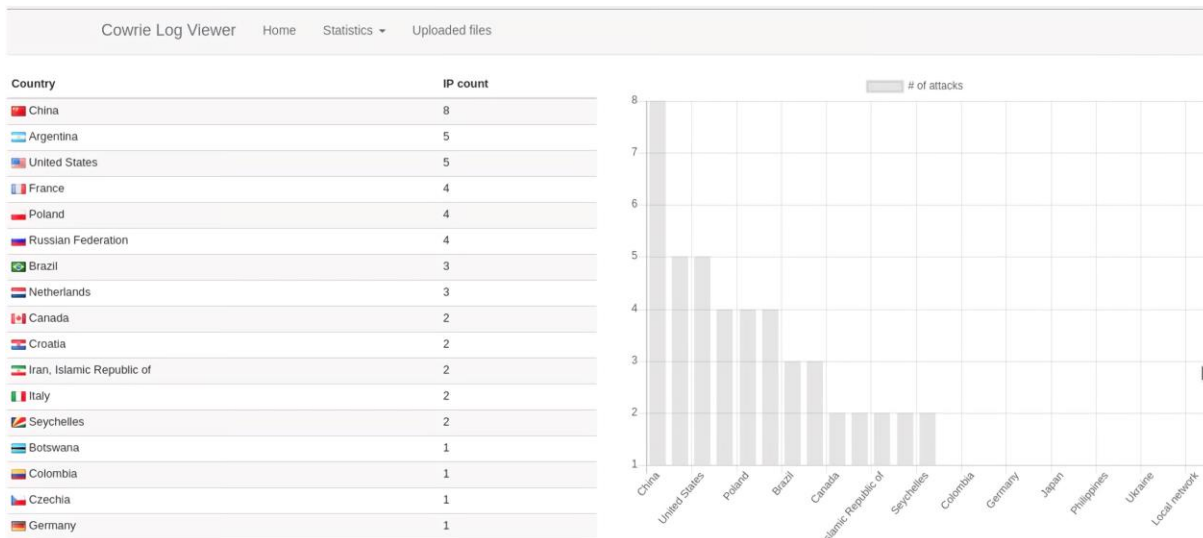 Cowrie Log Viewer Home Statistics Uploaded files
Country IP count
China 8
Argentina 5
United States 5
France 4
Poland 4
Russian Federation 4
Brazil 3
Netherlands 3
Canada 2
Croatia 2
Iran, Islamic Republic of 2
Italy 2
Seychelles 2
Botswana 1
Colombia 1
Czechia 1
Germany 1
# of attacks
8
7
6
5
4
3
2
1
China
United States
Poland
Brazil
Canada
Islamic Republic of
Seychelles
Colombia
Germany
Japan
Philippines
Ukraine
Local network